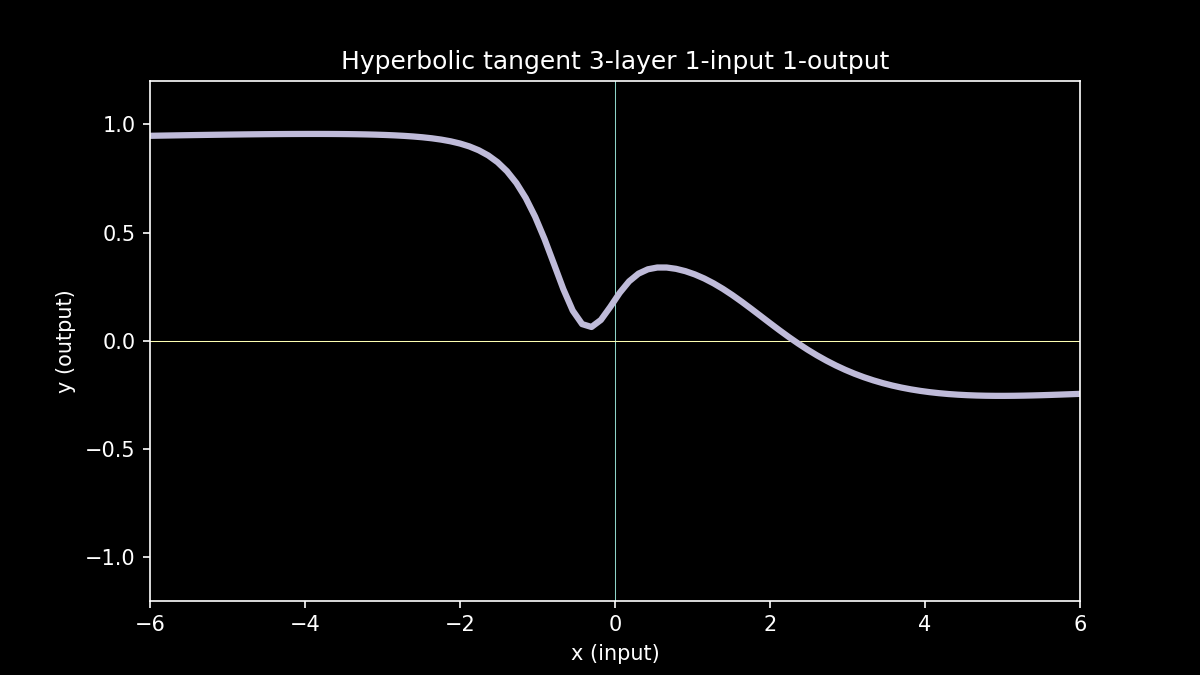 Hyperbolic tangent 3-layer 1-input 1-output
1.0
0.5
0.0
−0.5
−1.0
y (output)
−6 −4 −2 0 2 4 6
x (input)